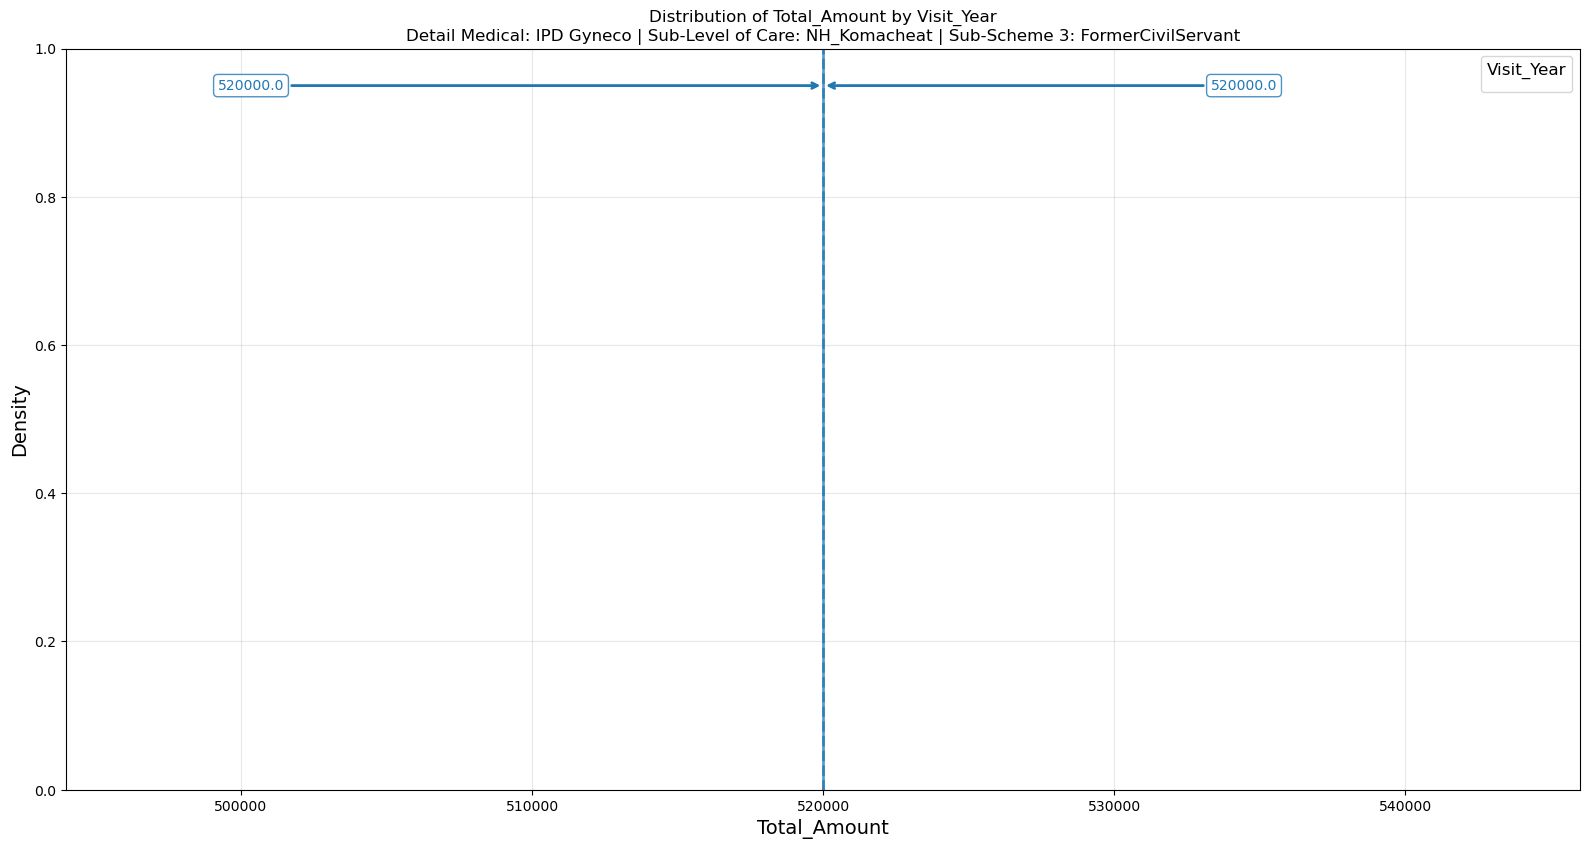 Distribution of Total_Amount by Visit_Year
Detail Medical: IPD Gyneco | Sub-Level of Care: NH_Komacheat | Sub-Scheme 3: FormerCivilServant
1.0
0.8
0.6
0.4
0.2
0.0
Density
520000.0
520000.0
Visit_Year
500000
510000
520000
530000
540000
Total_Amount